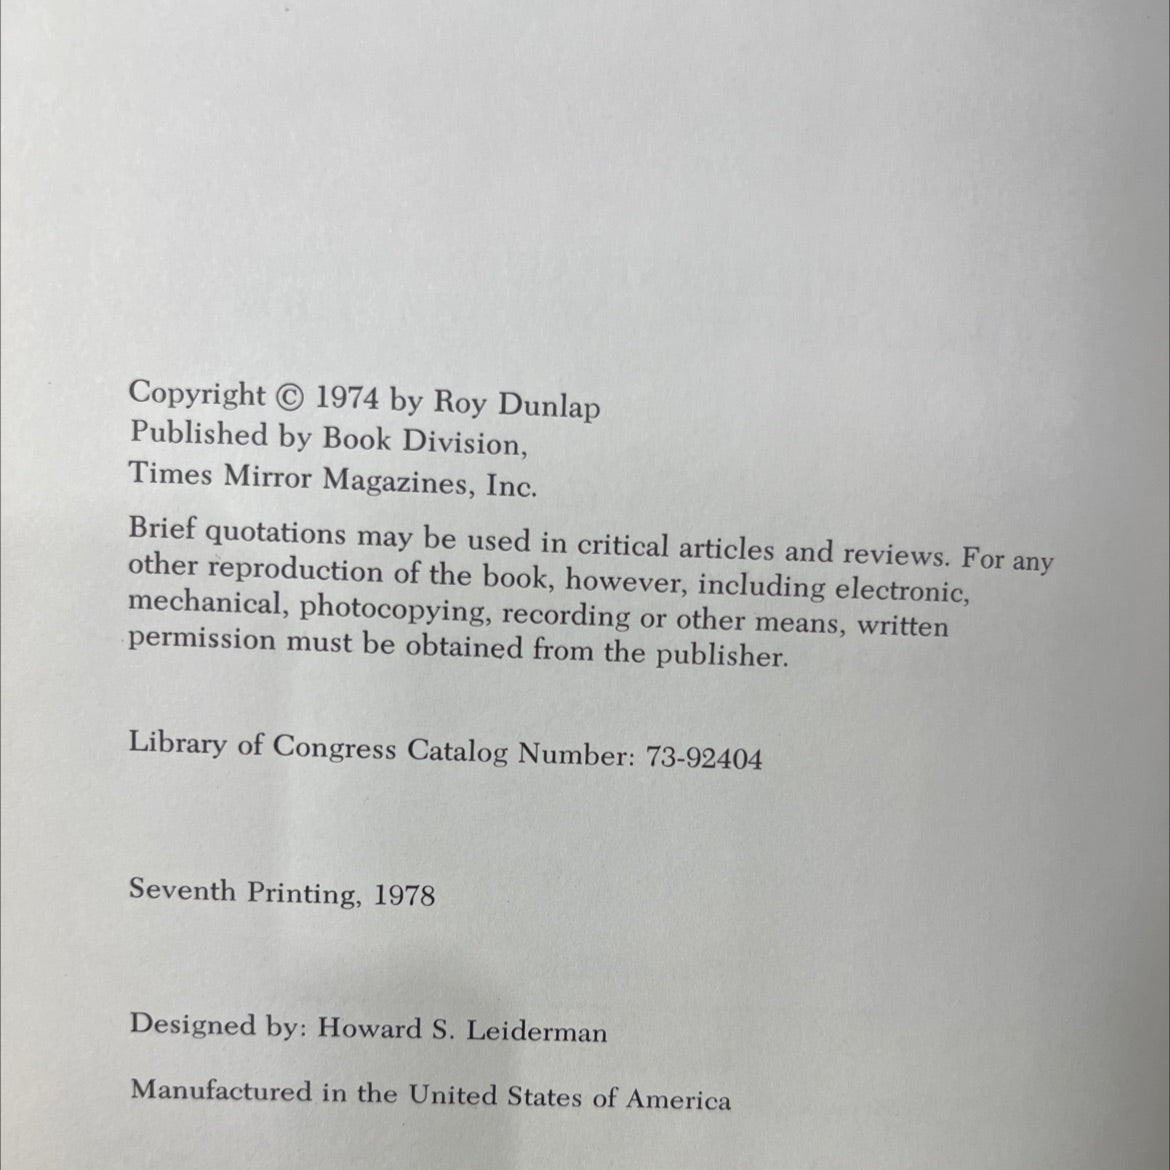 Copyright © 1974 by Roy Dunlap
Published by Book Division,
Times Mirror Magazines, Inc.
Brief quotations may be used in critical articles and reviews. For any
other reproduction of the book, however, including electronic,
mechanical, photocopying, recording or other means, written
permission must be obtained from the publisher.
Library of Congress Catalog Number: 73-92404
Seventh Printing, 1978
Designed by: Howard S. Leiderman
Manufactured in the United States of America